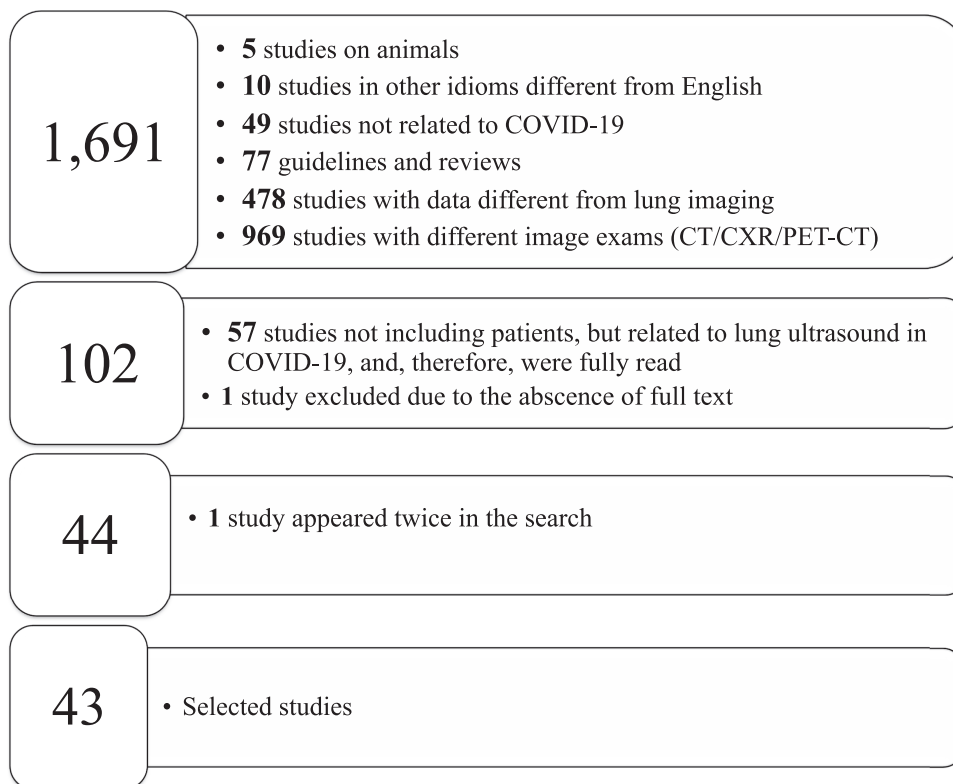 1,691
• 5 studies on animals
• 10 studies in other idioms different from English
• 49 studies not related to COVID-19
• 77 guidelines and reviews
• 478 studies with data different from lung imaging
• 969 studies with different image exams (CT/CXR/PET-CT)
102
• 57 studies not including patients, but related to lung ultrasound in
COVID-19, and, therefore, were fully read
• 1 study excluded due to the abscence of full text
44
• 1 study appeared twice in the search
43
• Selected studies